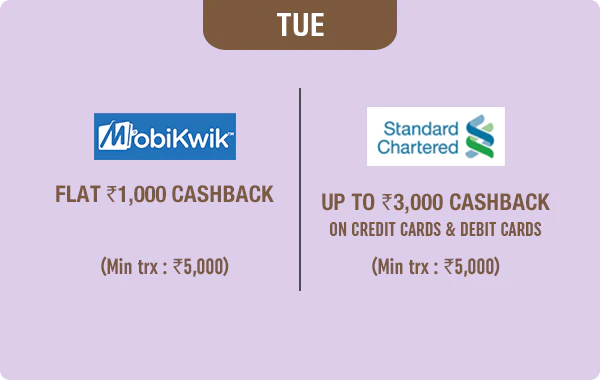 TUE
MobiKwik™
FLAT ₹1,000 CASHBACK
(Min trx : ₹5,000)
Standard
Chartered
UP TO ₹3,000 CASHBACK
ON CREDIT CARDS & DEBIT CARDS
(Min trx : ₹5,000)